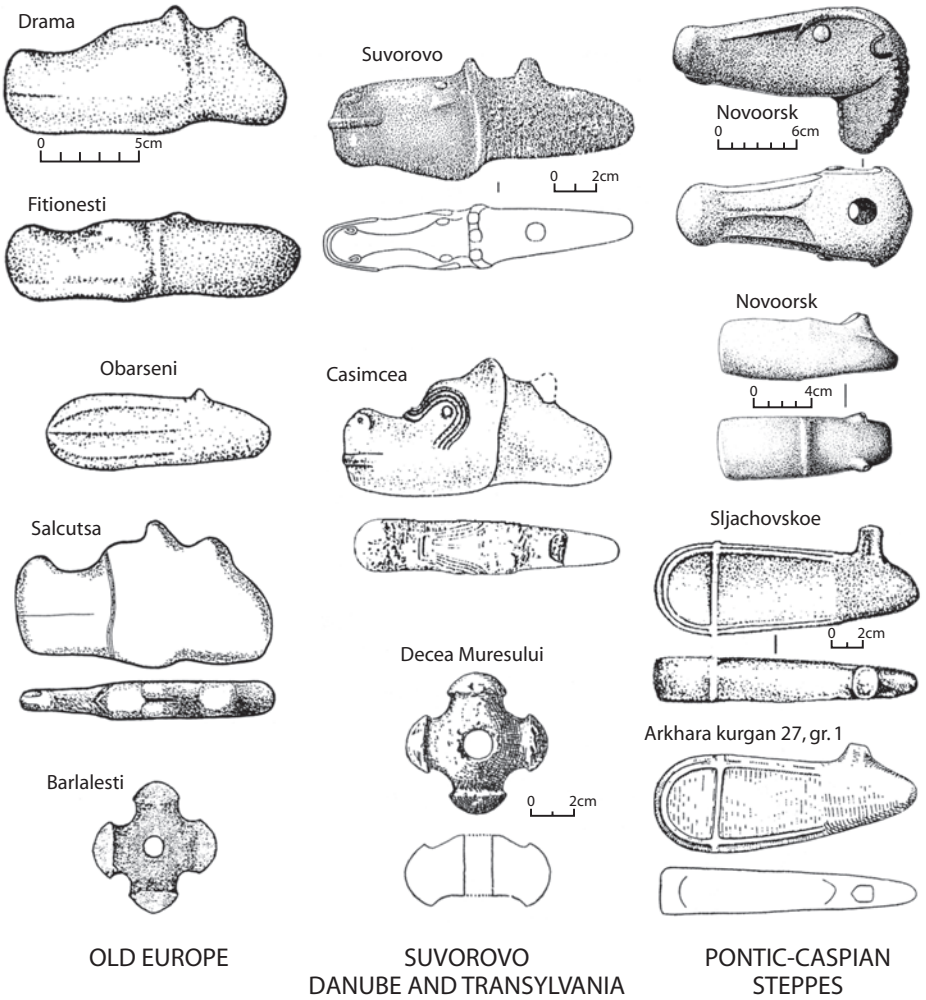 Drama
0 5cm
Fitionesti
Obarseni
Salcutsa
Barlalesti
OLD EUROPE
Suvorovo
0 2cm
Casimcea
Decea Muresului
0 2cm
SUVOROVO
DANUBE AND TRANSYLVANIA
Novoorsk
0 6cm
Novoorsk
0 4cm
Sljachovskoe
0 2cm
Arkhara kurgan 27, gr. 1
PONTIC-CASPIAN
STEPPES